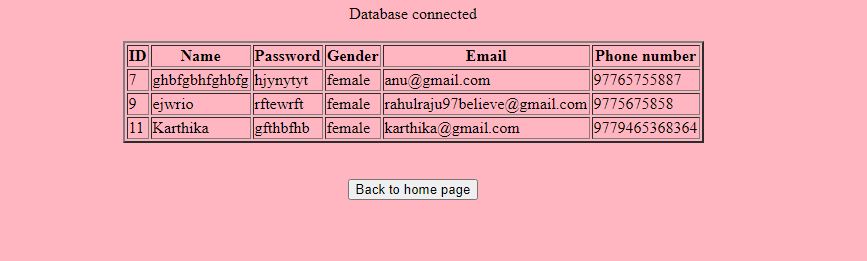 Database connected
ID Name Password Gender Email Phone number
7 ghbfgbhfghbfg hjynytyt female anu@gmail.com 97765755887
9 ejwrio rftewrft female rahulraju97believe@gmail.com 9775675858
11 Karthika gfthbfhb female karthika@gmail.com 9779465368364
Back to home page